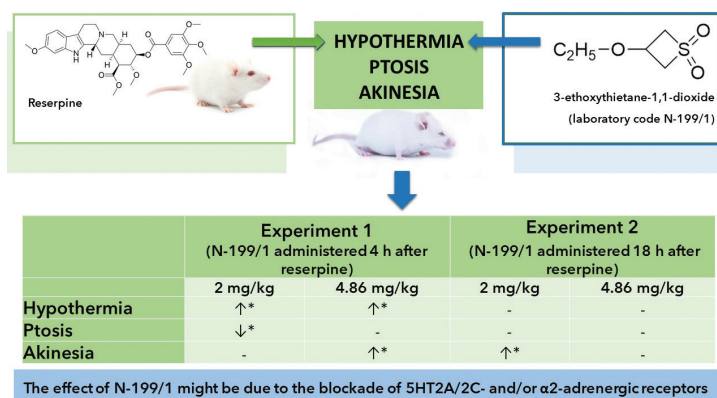 MeO
N
H
N
H
H
H
O
O
O
O
O
O
O
O
Reserpine
HYPOTHERMIA
PTOSIS
AKINESIA
C₂H₅-O
S
O
O
3-ethoxythietane-1,1-dioxide
(laboratory code N-199/1)
Experiment 1
(N-199/1 administered 4 h after
reserpine)
Experiment 2
(N-199/1 administered 18 h after
reserpine)
2 mg/kg 4.86 mg/kg 2 mg/kg 4.86 mg/kg
Hypothermia ↑* ↑* - -
Ptosis ↓* - - -
Akinesia - ↑* ↑* -
The effect of N-199/1 might be due to the blockade of 5HT2A/2C- and/or α2-adrenergic receptors